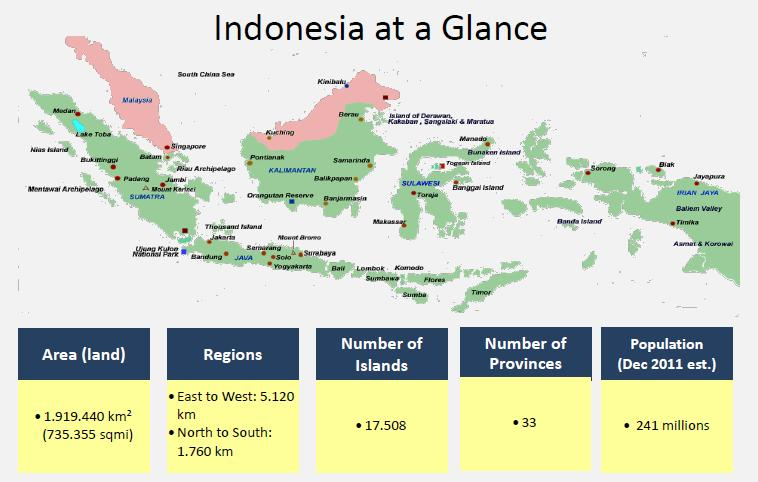 Indonesia at a Glance
South China Sea
Kinibalu
Malaysia
Medan
Berau
Island of Derawan,
Kakaban , Sangalaki & Maratua
Lake Toba
Kuching
Manado
Nias Island
Singapore
Bunaken Island
Bukittinggi
Batam
Pontianak
Samarinda
Togean Island
Biak
Riau Archipelago
KALIMANTAN
Sorong
Padang
Jambi
Balikpapan
SULAWESI
Banggai Island
Jayapura
Mentawai Archipelago
Mount Kerinci
Toraja
IRIAN JAYA
SUMATRA
Orangutan Reserve
Banjarmasin
Baliem Valley
Makassar
Banda Island
Timika
Thousand Island
Jakarta
Mount Bromo
Asmat & Korowai
Ujung Kulon
National Park
Semarang
Bandung
JAVA
Solo
Surabaya
Yogyakarta
Bali
Lombok
Komodo
Sumbawa
Flores
Sumba
Timor
Area (land)
• 1.919.440 km²
(735.355 sqmi)
Regions
• East to West: 5.120
km
• North to South:
1.760 km
Number of
Islands
• 17.508
Number of
Provinces
• 33
Population
(Dec 2011 est.)
• 241 millions